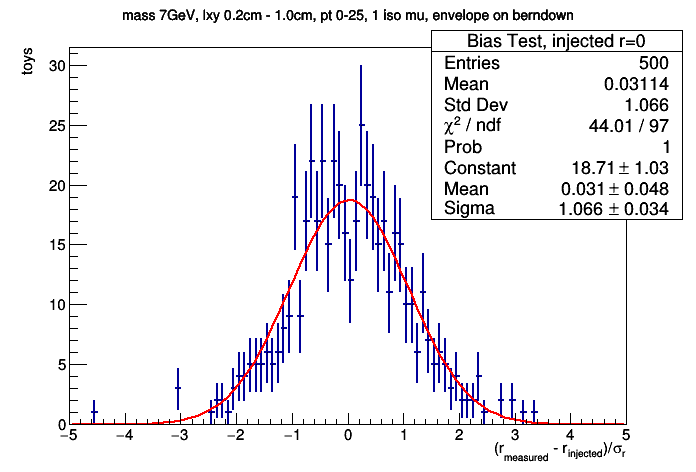 mass 7GeV, lxy 0.2cm - 1.0cm, pt 0-25, 1 iso mu, envelope on berndown
Bias Test, injected r=0
Entries 500
Mean 0.03114
Std Dev 1.066
χ² / ndf 44.01 / 97
Prob 1
Constant 18.71 ± 1.03
Mean 0.031 ± 0.048
Sigma 1.066 ± 0.034
toys
30
25
20
15
10
5
0
−5 −4 −3 −2 −1 0 1 2 3 4 5
(r_measured - r_injected)/σ_r